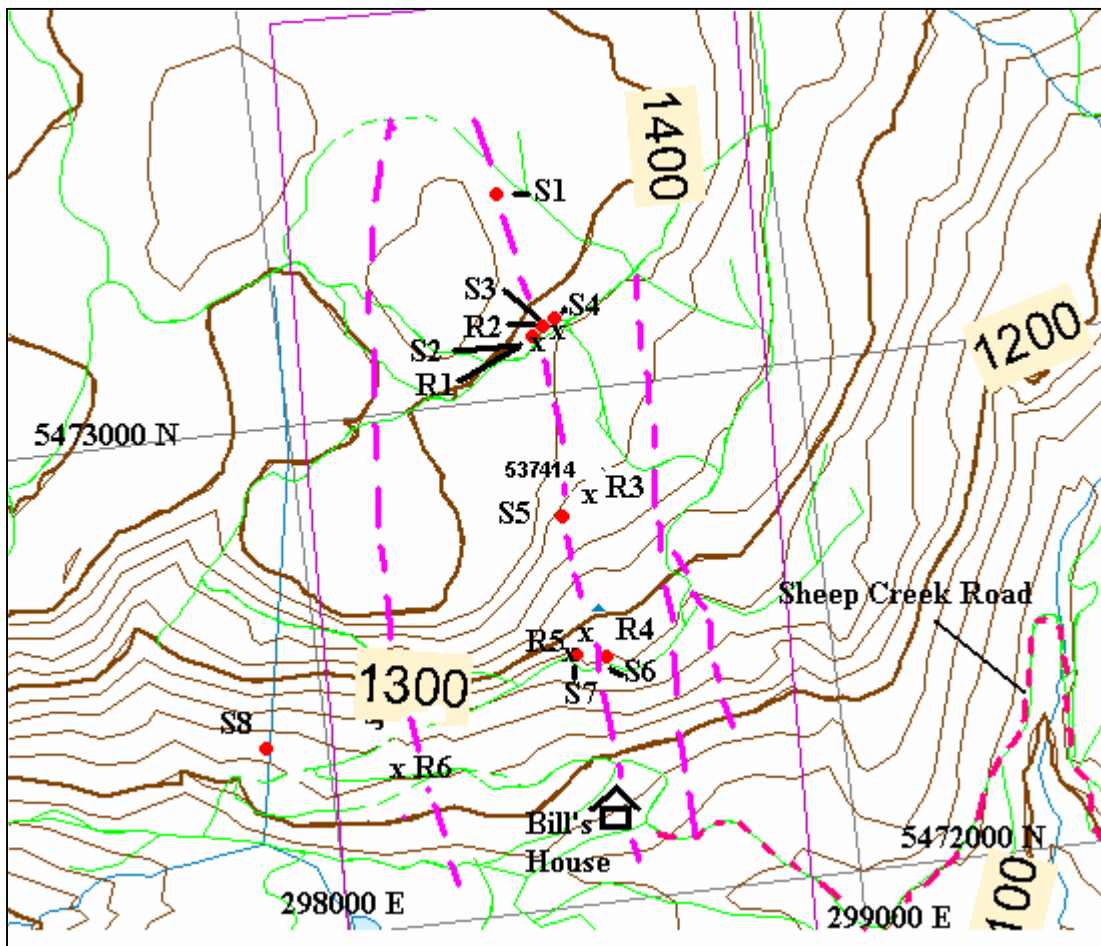 1400
S1
S3
S4
R2
S2
R1
1200
5473000 N
537414
R3
S5
Sheep Creek Road
R4
R5
S6
S7
1300
S8
x R6
Bill's
House
5472000 N
298000 E
299000 E
1000
x
x
x
x
x